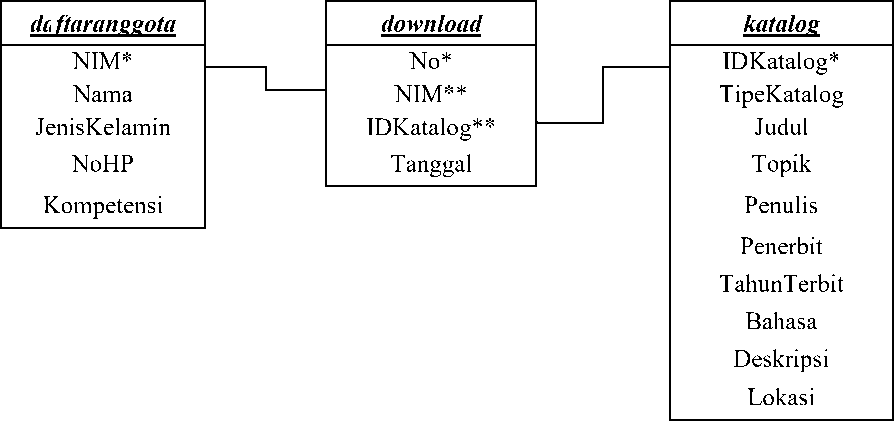 daftaranggota
NIM*
Nama
JenisKelamin
NoHP
Kompetensi
download
No*
NIM**
IDKatalog**
Tanggal
katalog
IDKatalog*
TipeKatalog
Judul
Topik
Penulis
Penerbit
TahunTerbit
Bahasa
Deskripsi
Lokasi